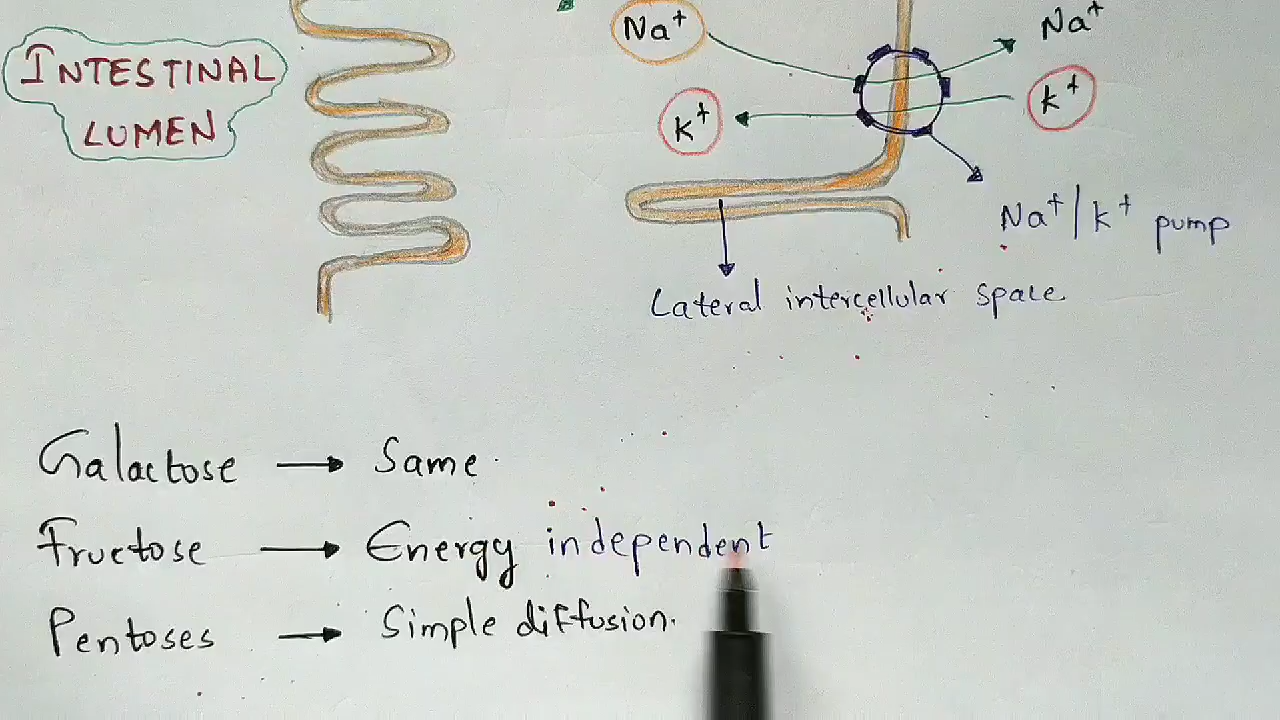 INTESTINAL
LUMEN
Na⁺
Na⁺
K⁺
K⁺
Na⁺/K⁺ pump
Lateral intercellular space
Galactose → Same.
Fructose → Energy independent
Pentoses → Simple diffusion.